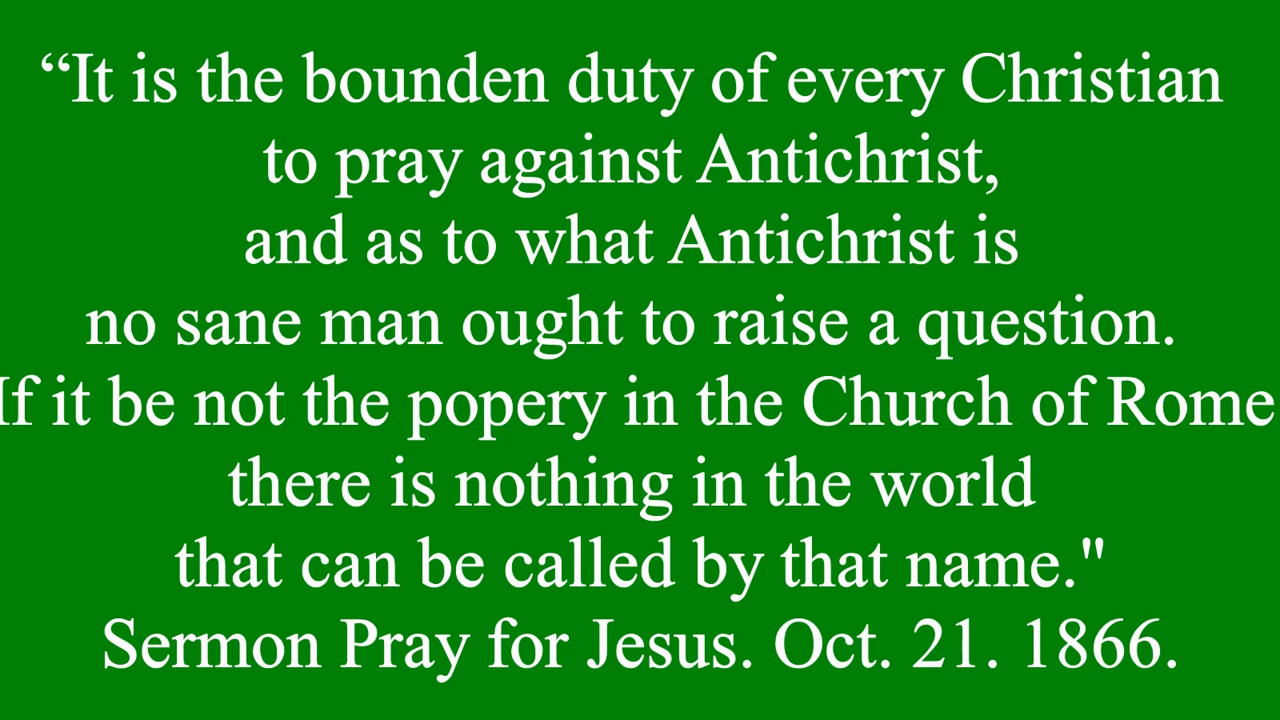 “It is the bounden duty of every Christian
to pray against Antichrist,
and as to what Antichrist is
no sane man ought to raise a question.
If it be not the popery in the Church of Rome
there is nothing in the world
that can be called by that name."
Sermon Pray for Jesus. Oct. 21. 1866.